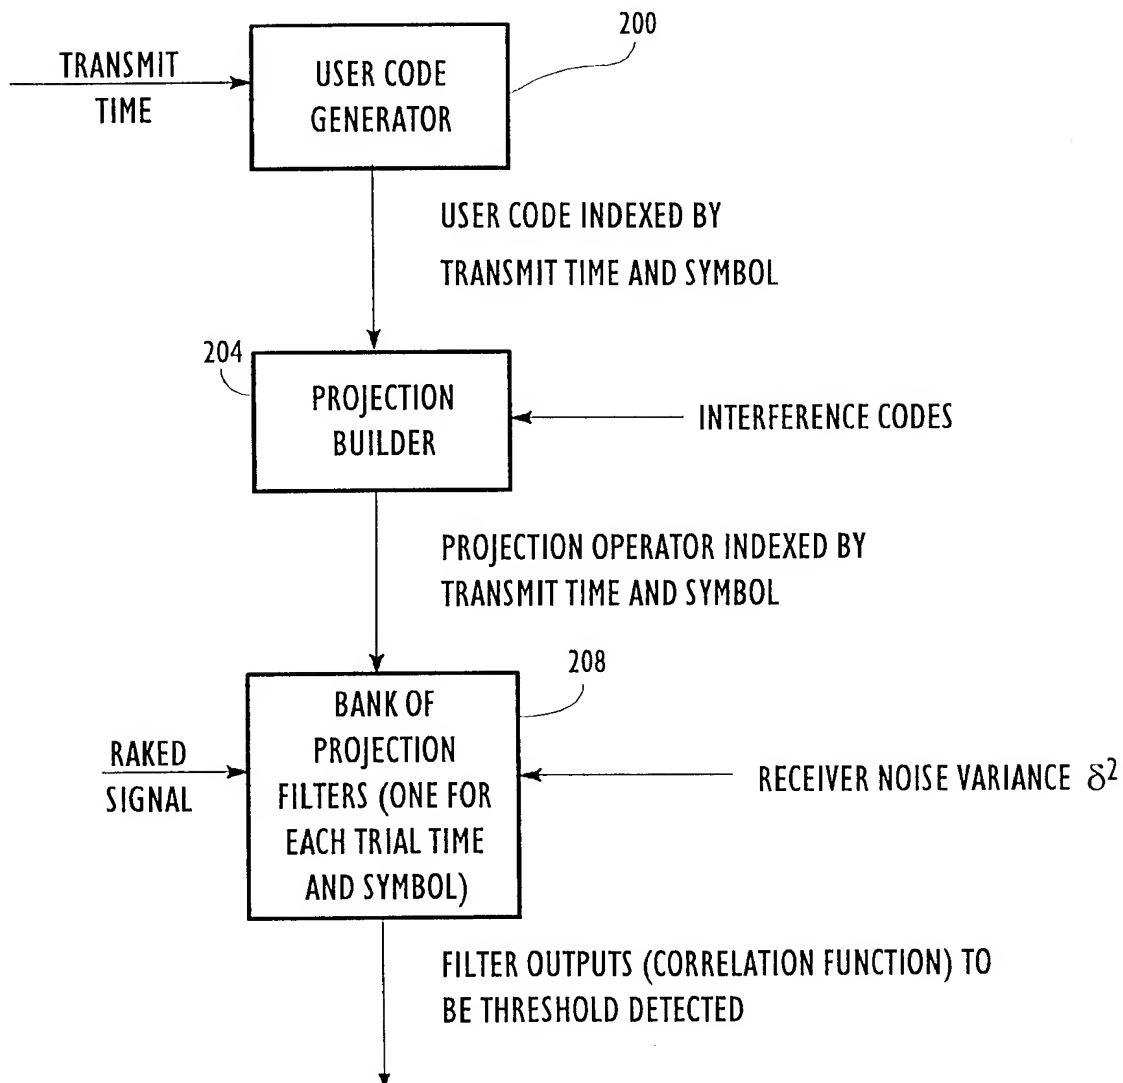 200
TRANSMIT
TIME
USER CODE
GENERATOR
USER CODE INDEXED BY
TRANSMIT TIME AND SYMBOL
204
PROJECTION
BUILDER
INTERFERENCE CODES
PROJECTION OPERATOR INDEXED BY
TRANSMIT TIME AND SYMBOL
208
BANK OF
PROJECTION
FILTERS (ONE FOR
EACH TRIAL TIME
AND SYMBOL)
RAKED
SIGNAL
RECEIVER NOISE VARIANCE δ²
FILTER OUTPUTS (CORRELATION FUNCTION) TO
BE THRESHOLD DETECTED